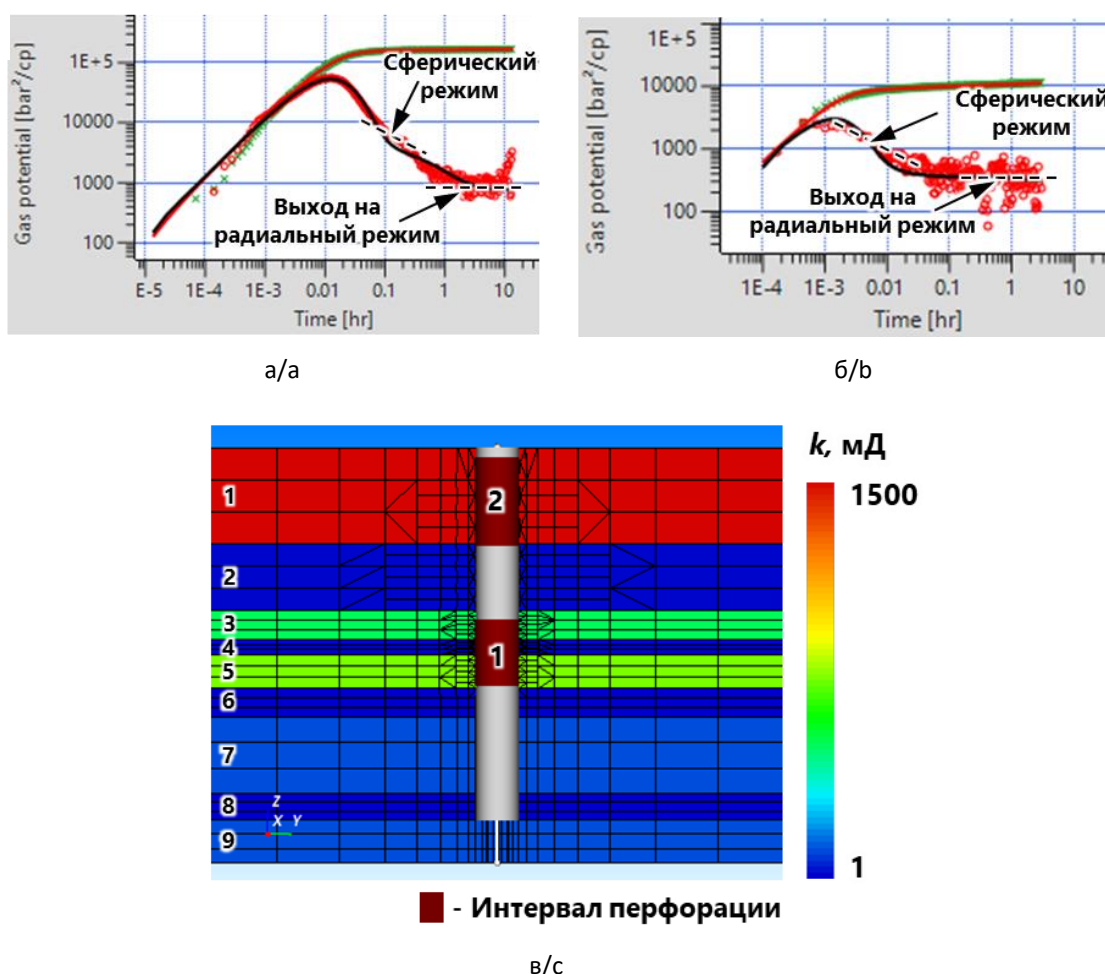 Gas potential [bar²/cp]
1E+5
10000
1000
100
Сферический
режим
Выход на
радиальный режим
E-5
1E-4
1E-3
0.01
0.1
1
10
Time [hr]
а/a
Gas potential [bar²/cp]
1E+5
10000
1000
100
Сферический
режим
Выход на
радиальный режим
1E-4
1E-3
0.01
0.1
1
10
Time [hr]
б/b
1
2
3
4
5
6
7
8
9
2
1
Z
X Y
k, мД
1500
1
- Интервал перфорации
в/c